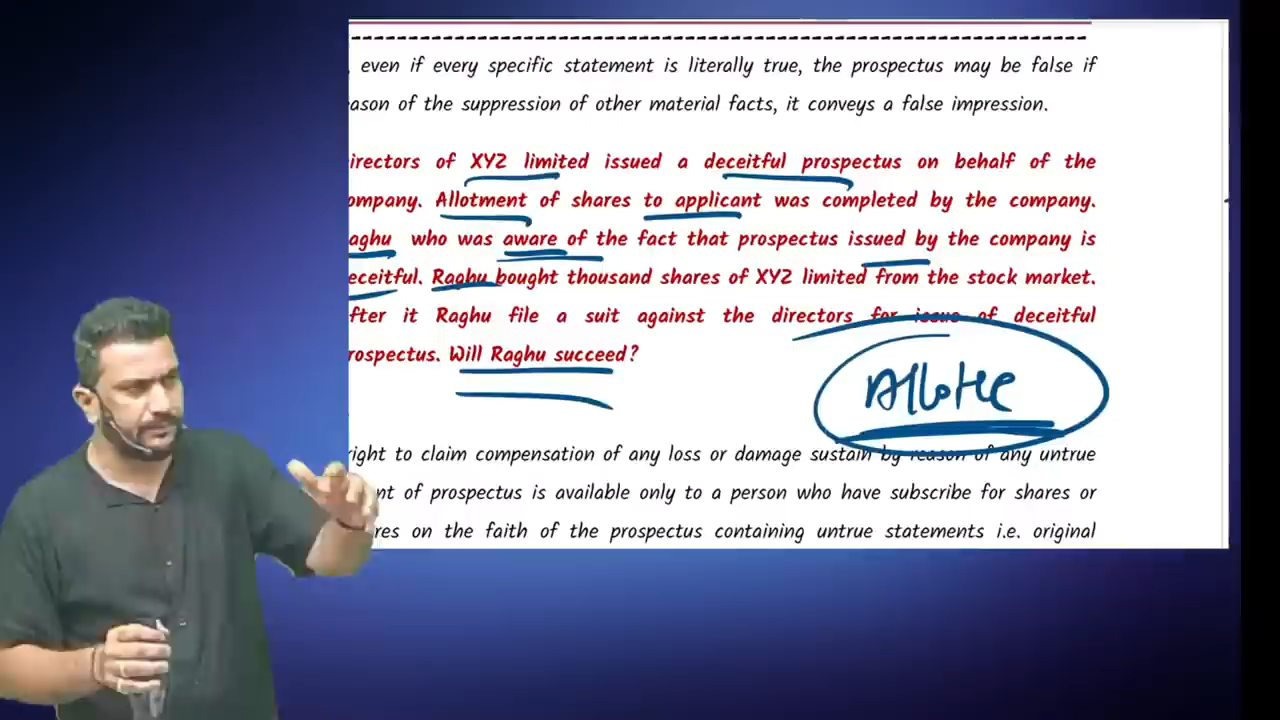 even if every specific statement is literally true, the prospectus may be false if
eason of the suppression of other material facts, it conveys a false impression.
irectors of XYZ limited issued a deceitful prospectus on behalf of the
ompany. Allotment of shares to applicant was completed by the company.
aghu who was aware of the fact that prospectus issued by the company is
eceitful. Raghu bought thousand shares of XYZ limited from the stock market.
fter it Raghu file a suit against the directors for issue of deceitful
rospectus. Will Raghu succeed?
Allotee
right to claim compensation of any loss or damage sustain by reason of any untrue
nt of prospectus is available only to a person who have subscribe for shares or
res on the faith of the prospectus containing untrue statements i.e. original